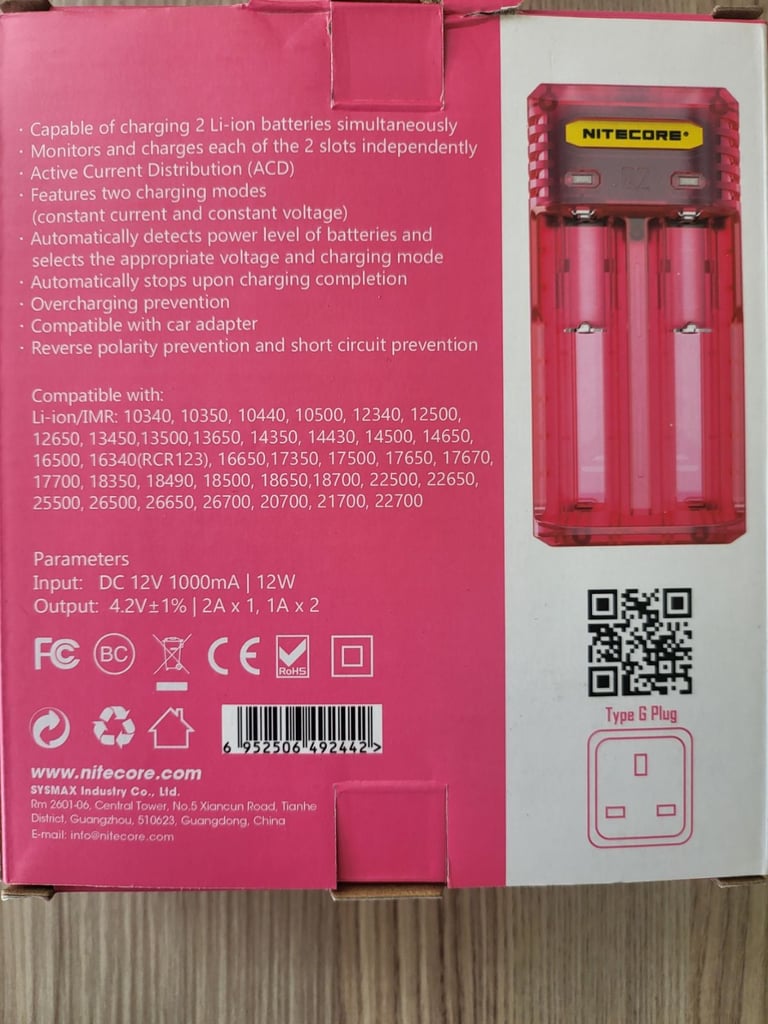 · Capable of charging 2 Li-ion batteries simultaneously
· Monitors and charges each of the 2 slots independently
· Active Current Distribution (ACD)
· Features two charging modes
(constant current and constant voltage)
· Automatically detects power level of batteries and
selects the appropriate voltage and charging mode
· Automatically stops upon charging completion
· Overcharging prevention
· Compatible with car adapter
· Reverse polarity prevention and short circuit prevention
Compatible with:
Li-ion/IMR: 10340, 10350, 10440, 10500, 12340, 12500,
12650, 13450,13500,13650, 14350, 14430, 14500, 14650,
16500, 16340(RCR123), 16650,17350, 17500, 17650, 17670,
17700, 18350, 18490, 18500, 18650,18700, 22500, 22650,
25500, 26500, 26650, 26700, 20700, 21700, 22700
Parameters
Input: DC 12V 1000mA | 12W
Output: 4.2V±1% | 2A x 1, 1A x 2
FC BC CE RoHS
6 952506 492442 >
www.nitecore.com
SYSMAX Industry Co., Ltd.
Rm 2601-06, Central Tower, No.5 Xiancun Road, Tianhe
District, Guangzhou, 510623, Guangdong, China
E-mail: info@nitecore.com
NITECORE®
Q2
Type G Plug